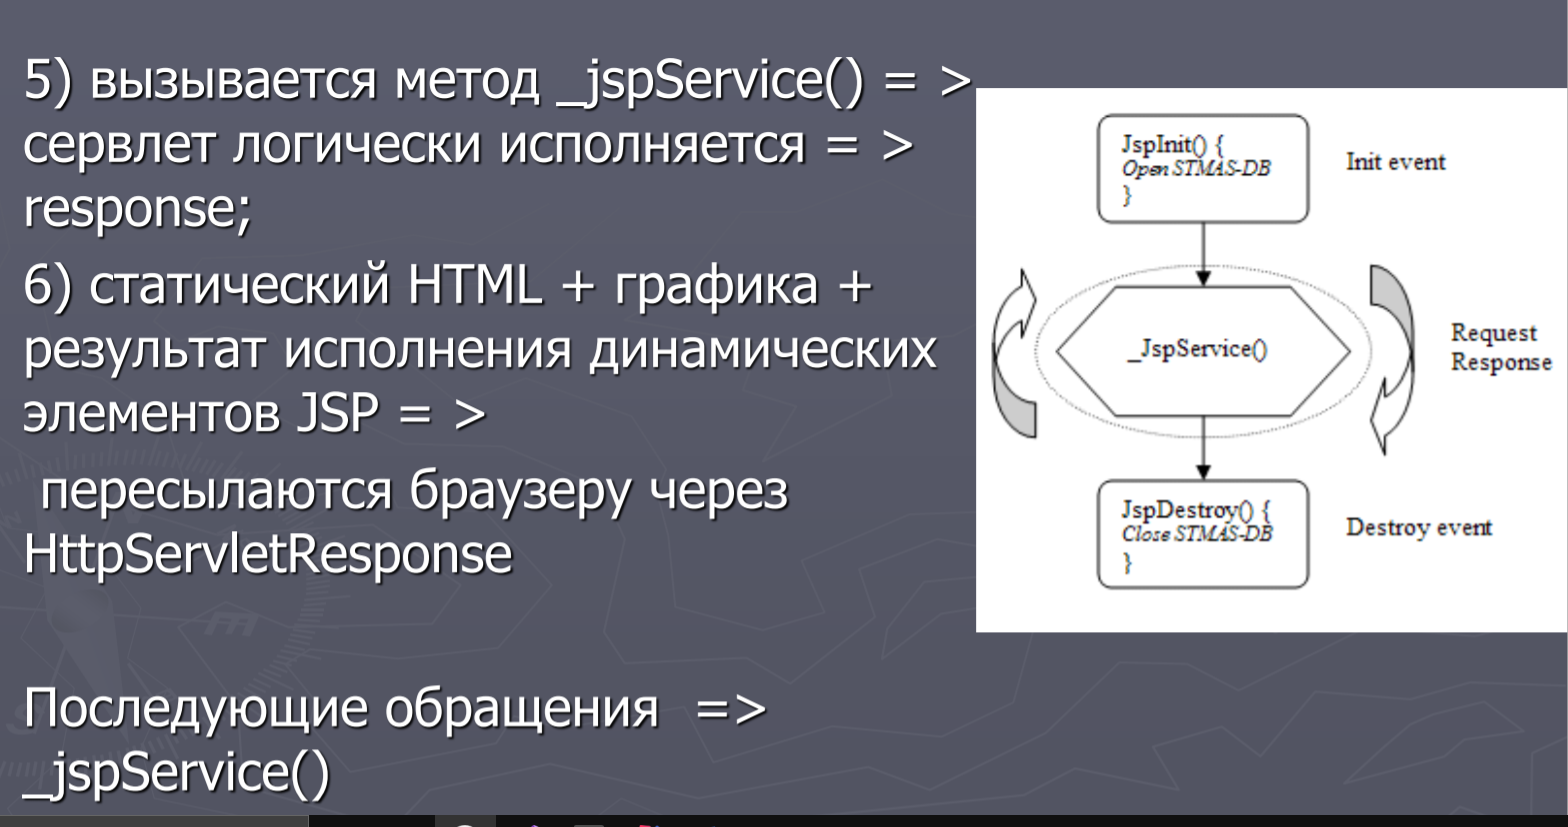 5) вызывается метод _jspService() = >
сервлет логически исполняется = >
response;
6) статический HTML + графика +
результат исполнения динамических
элементов JSP = >
пересылаются браузеру через
HttpServletResponse
Последующие обращения =>
_jspService()
JspInit() {
Open STMAS-DB
}
Init event
_JspService()
Request
Response
JspDestroy() {
Close STMAS-DB
}
Destroy event